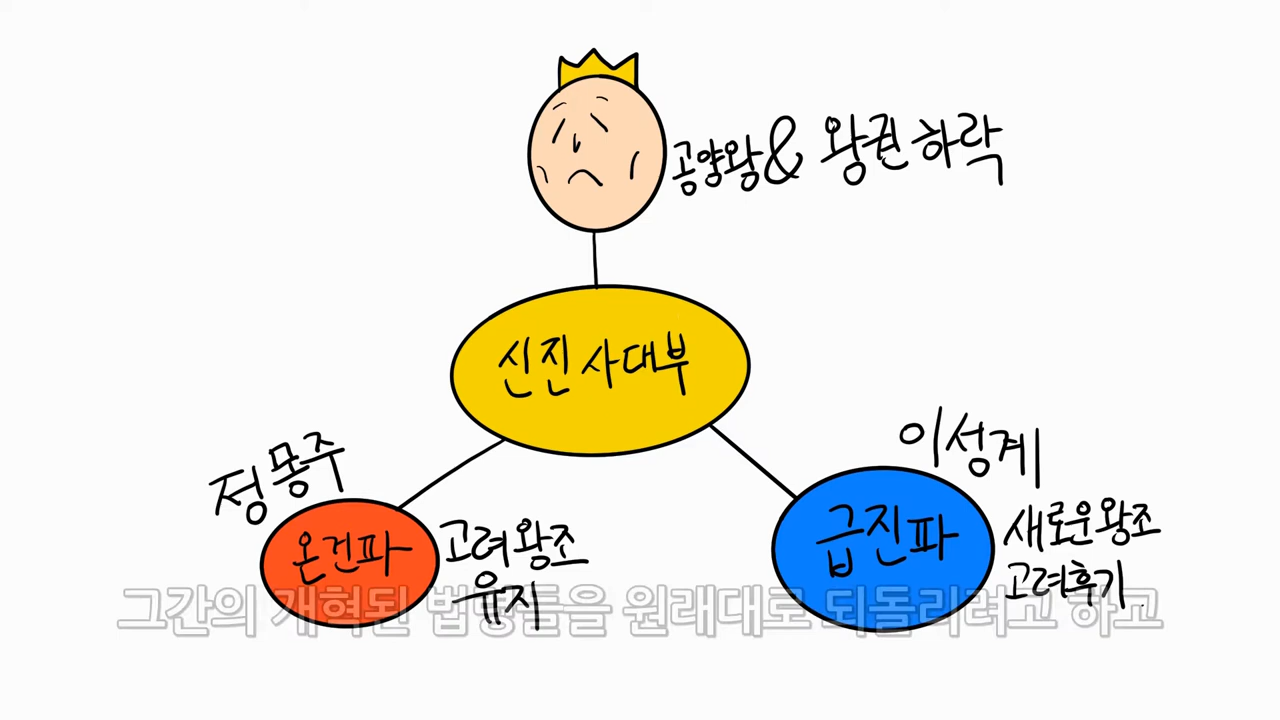 공양왕 & 왕권 하락
신진사대부
정몽주
온건파
고려왕조
유지
이성계
급진파
새로운왕조
고려후기
그간의 개혁된 법령들을 원래대로 되돌리려고 하고